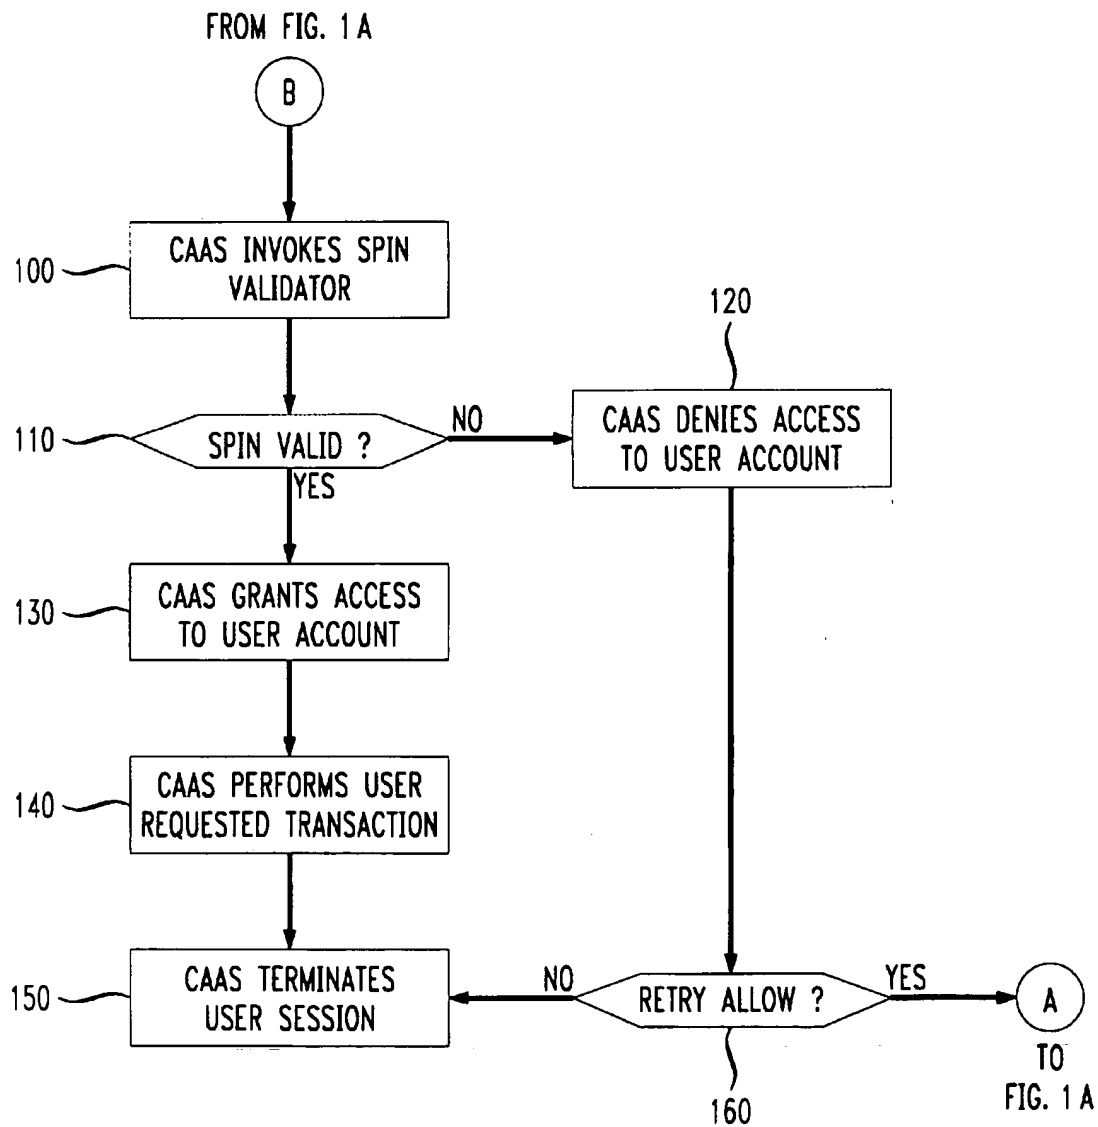 FROM FIG. 1A
B
CAAS INVOKES SPIN
VALIDATOR
100
120
CAAS DENIES ACCESS
TO USER ACCOUNT
NO
110
SPIN VALID ?
YES
CAAS GRANTS ACCESS
TO USER ACCOUNT
130
CAAS PERFORMS USER
REQUESTED TRANSACTION
140
CAAS TERMINATES
USER SESSION
150
NO
RETRY ALLOW ?
YES
A
TO
FIG. 1A
160